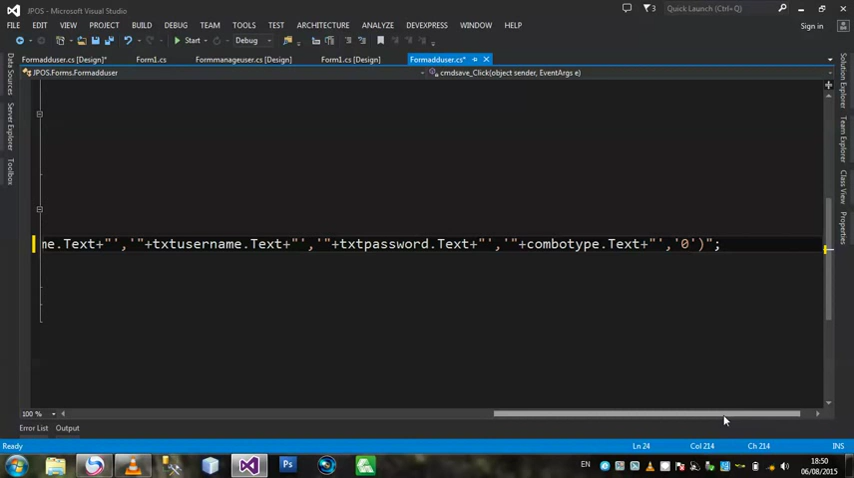 JPOS - Microsoft Visual Studio
3
Quick Launch (Ctrl+Q)
FILE EDIT VIEW PROJECT BUILD DEBUG TEAM TOOLS TEST ARCHITECTURE ANALYZE DEVEXPRESS WINDOW HELP
Sign in
Start
Debug
Formadduser.cs [Design]*
Form1.cs
Formmanageuser.cs [Design]
Form1.cs [Design]
Formadduser.cs*
JPOS.Forms.Formadduser
cmdsave_Click(object sender, EventArgs e)
Data Sources
Server Explorer
Toolbox
Solution Explorer
Team Explorer
Class View
Properties
me.Text+"','"+txtusername.Text+"','"+txtpassword.Text+"','"+combotype.Text+"','0')";
100 %
Error List
Output
Ready
Ln 24
Col 214
Ch 214
INS
Ps
EN
18:50
06/08/2015